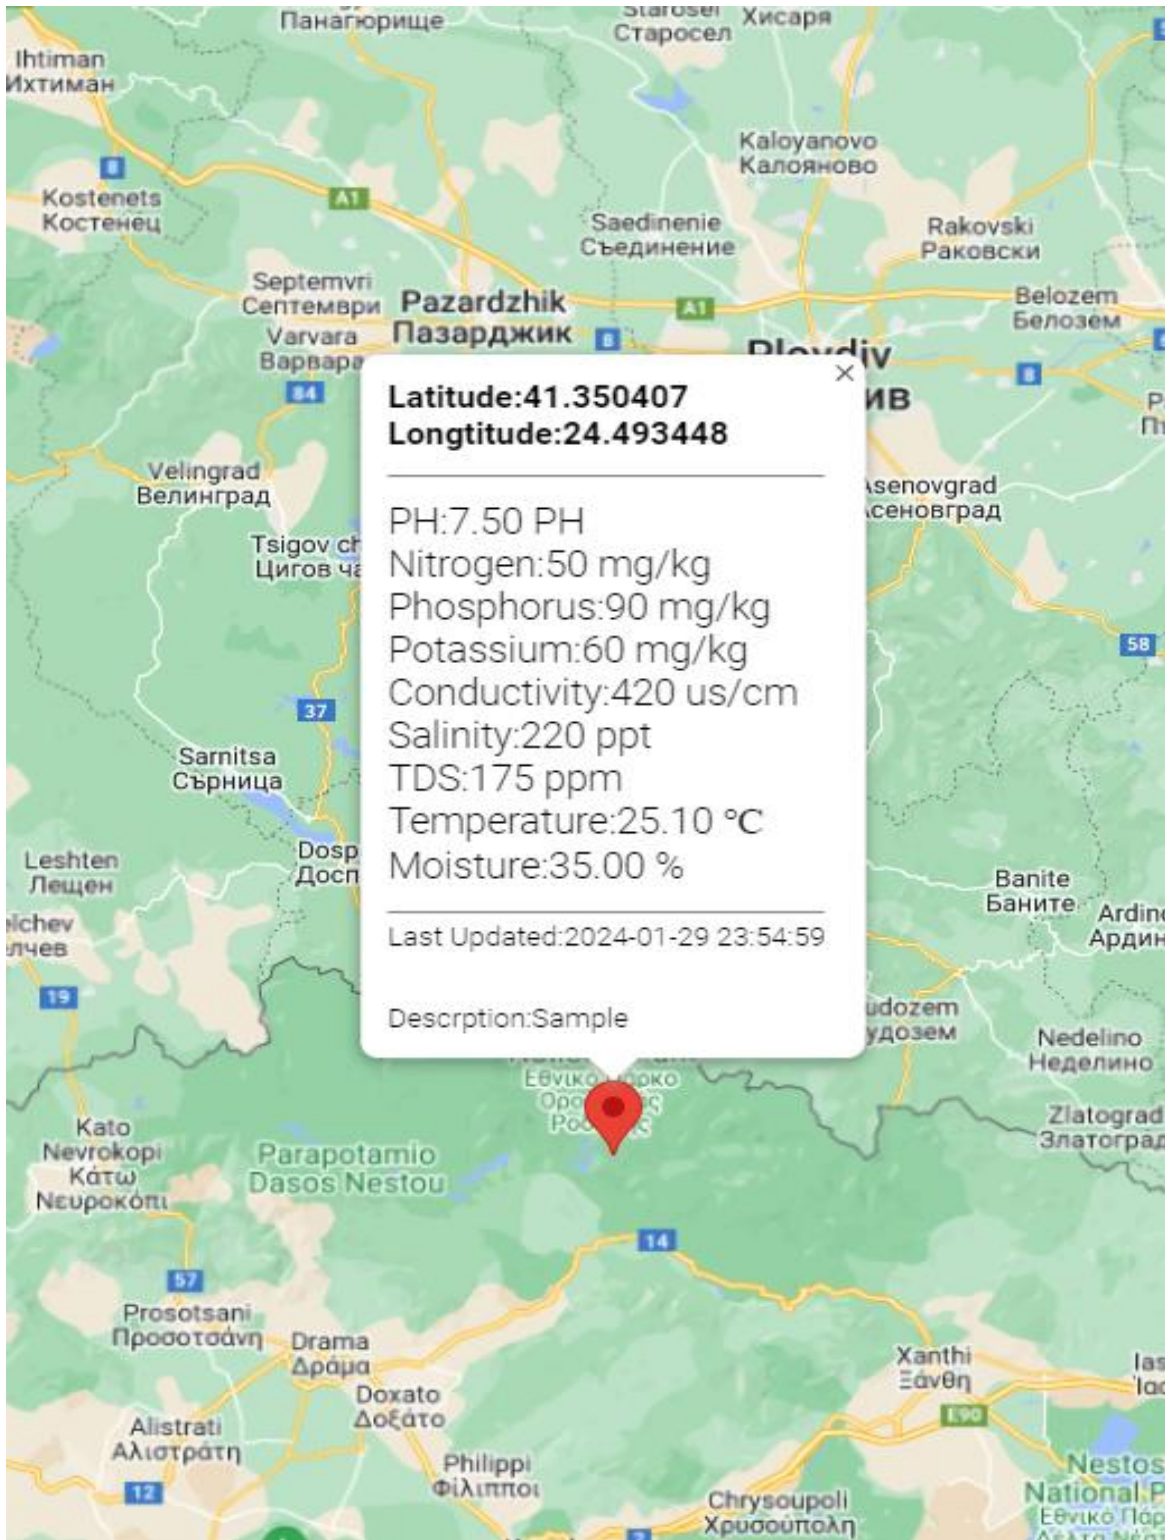 Панагюрище
Starosel
Старосел
Хисаря
Ihtiman
Ихтиман
Kaloyanovo
Калояново
8
Kostenets
Костенец
A1
Saedinenie
Съединение
Rakovski
Раковски
Septemvri
Септември
Pazardzhik
Пазарджик
A1
Belozem
Белозем
Varvara
Варвара
8
Plovdiv
8
84
Latitude:41.350407
Longtitude:24.493448
Velingrad
Велинград
Asenovgrad
Асеновград
PH:7.50 PH
Nitrogen:50 mg/kg
Phosphorus:90 mg/kg
Potassium:60 mg/kg
Conductivity:420 us/cm
Salinity:220 ppt
TDS:175 ppm
Temperature:25.10 °C
Moisture:35.00 %
Tsigov
Цигов
58
37
Sarnitsa
Сърница
Leshten
Лещен
Banite
Баните
Last Updated:2024-01-29 23:54:59
19
Descrption:Sample
Nedelino
Неделино
Zlatograd
Златоград
Kato
Nevrokopi
Κάτω
Νευροκόπι
Parapotamio
Dasos Nestou
14
57
Prosotsani
Προσοτσάνη
Drama
Δράμα
Xanthi
Ξάνθη
Doxato
Δοξάτο
E90
Alistrati
Αλιστράτη
Philippi
Φίλιπποι
12
Nestos
National
Εθνικό
Chrysoupoli
Χρυσούπολη
2